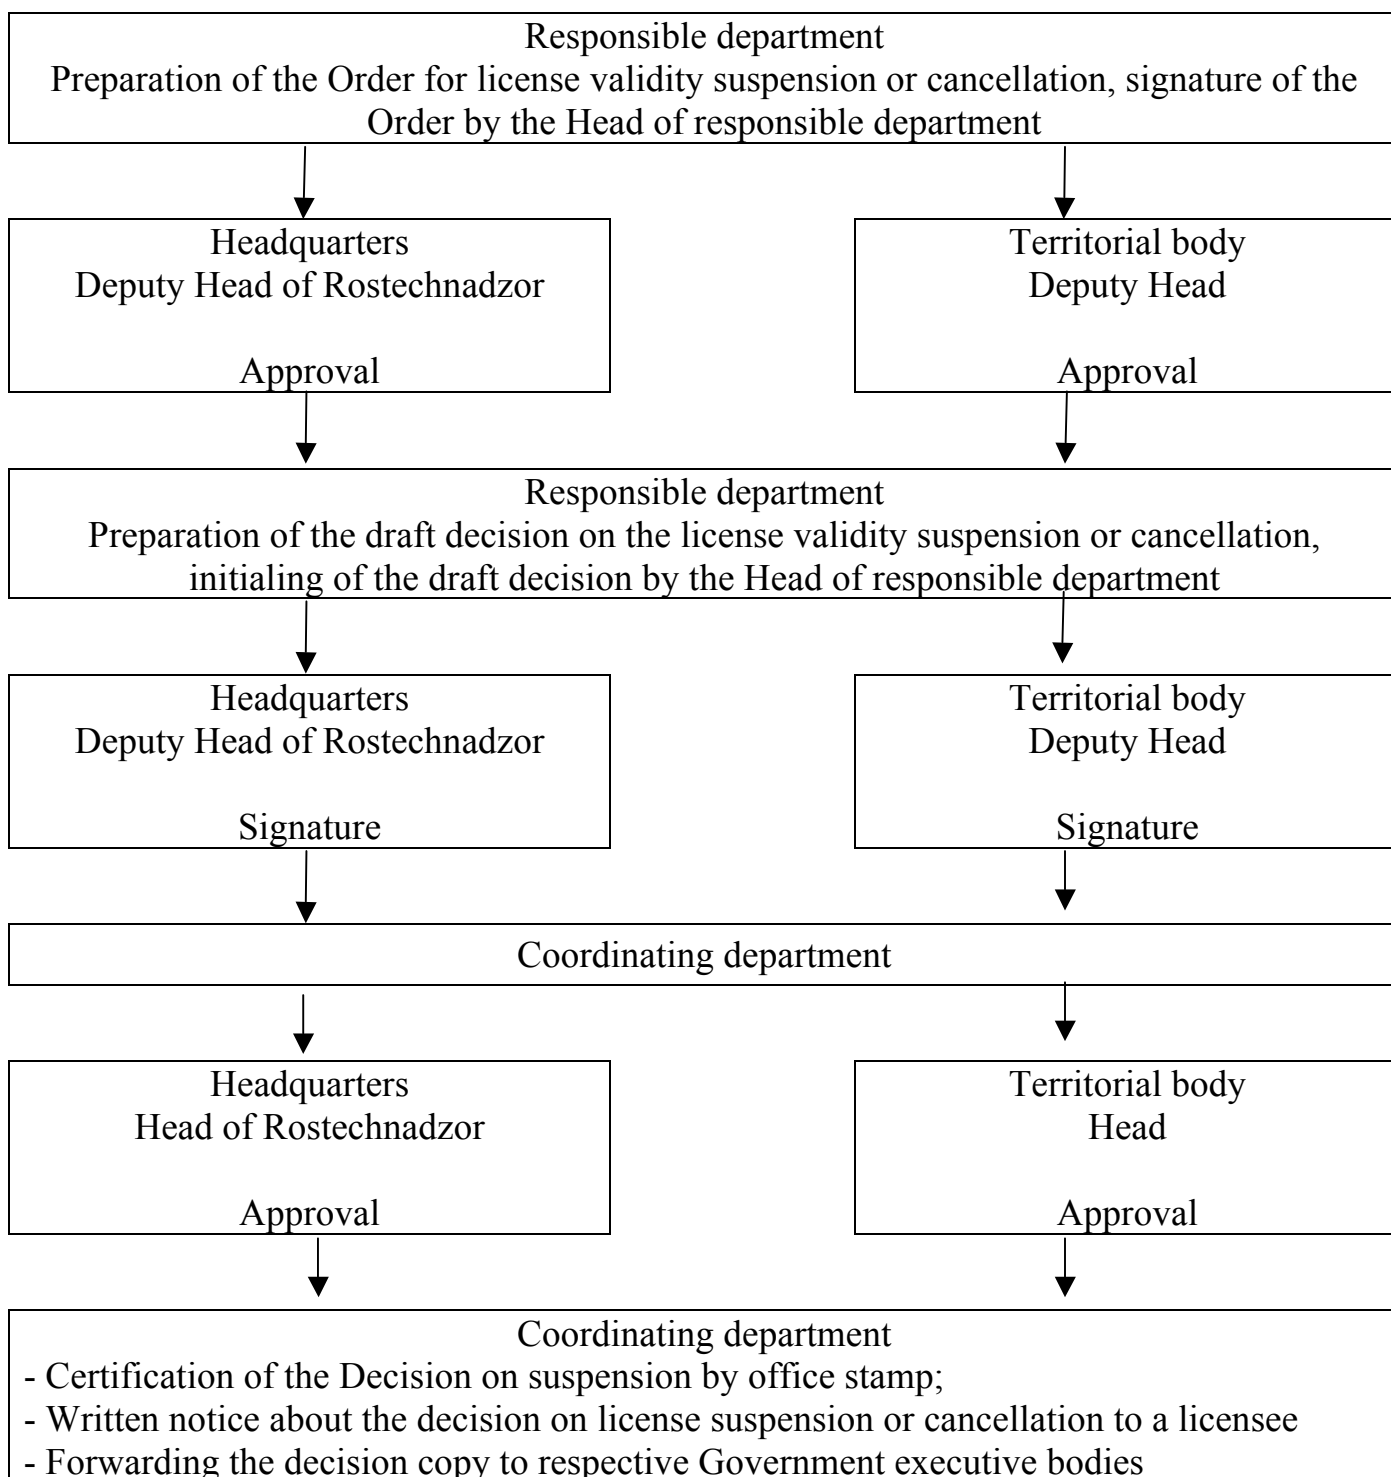 Responsible department
Preparation of the Order for license validity suspension or cancellation, signature of the
Order by the Head of responsible department
Headquarters
Deputy Head of Rostechnadzor
Approval
Territorial body
Deputy Head
Approval
Responsible department
Preparation of the draft decision on the license validity suspension or cancellation,
initialing of the draft decision by the Head of responsible department
Headquarters
Deputy Head of Rostechnadzor
Signature
Territorial body
Deputy Head
Signature
Coordinating department
Headquarters
Head of Rostechnadzor
Approval
Territorial body
Head
Approval
Coordinating department
- Certification of the Decision on suspension by office stamp;
- Written notice about the decision on license suspension or cancellation to a licensee
- Forwarding the decision copy to respective Government executive bodies